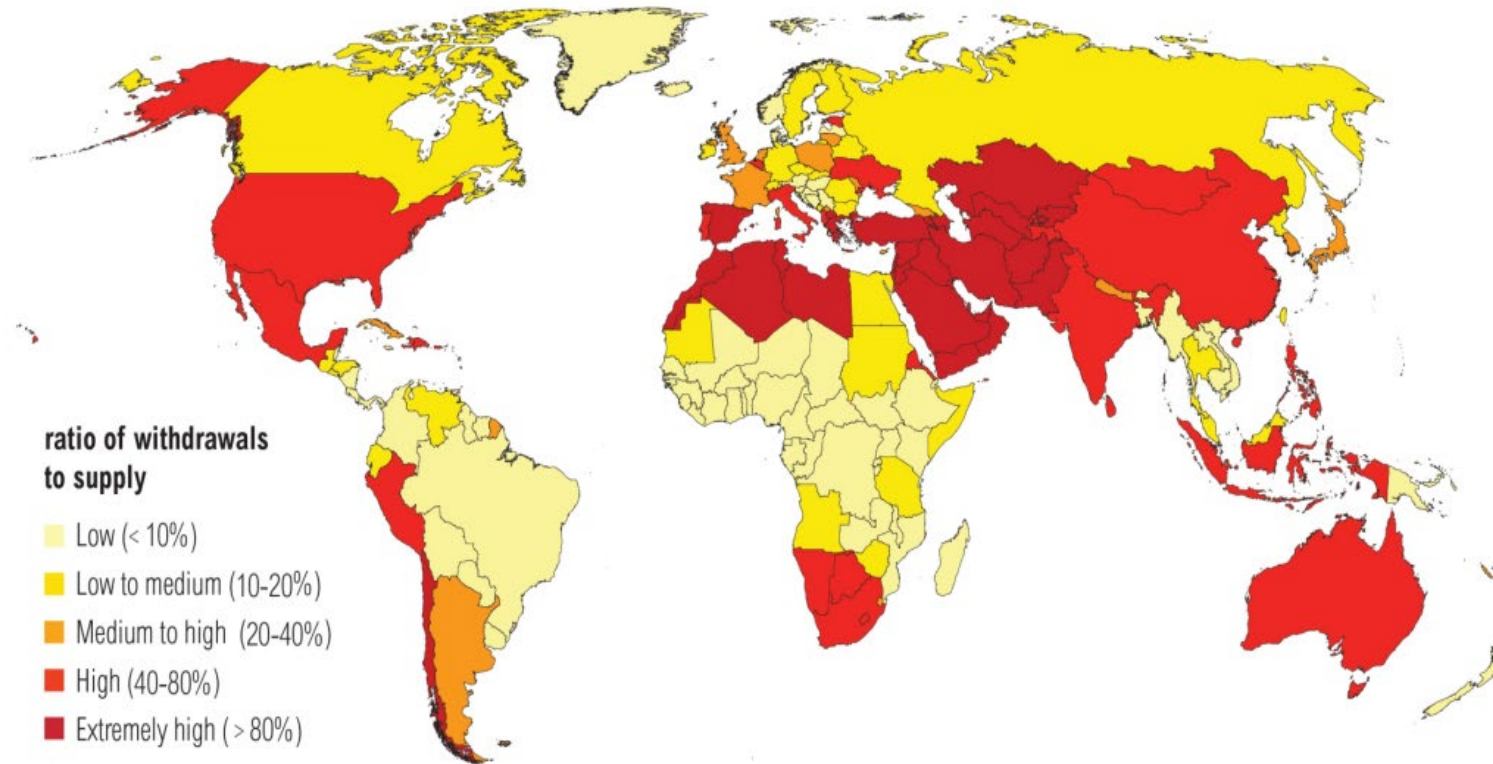 ratio of withdrawals
to supply
Low (< 10%)
Low to medium (10-20%)
Medium to high (20-40%)
High (40-80%)
Extremely high ( > 80%)